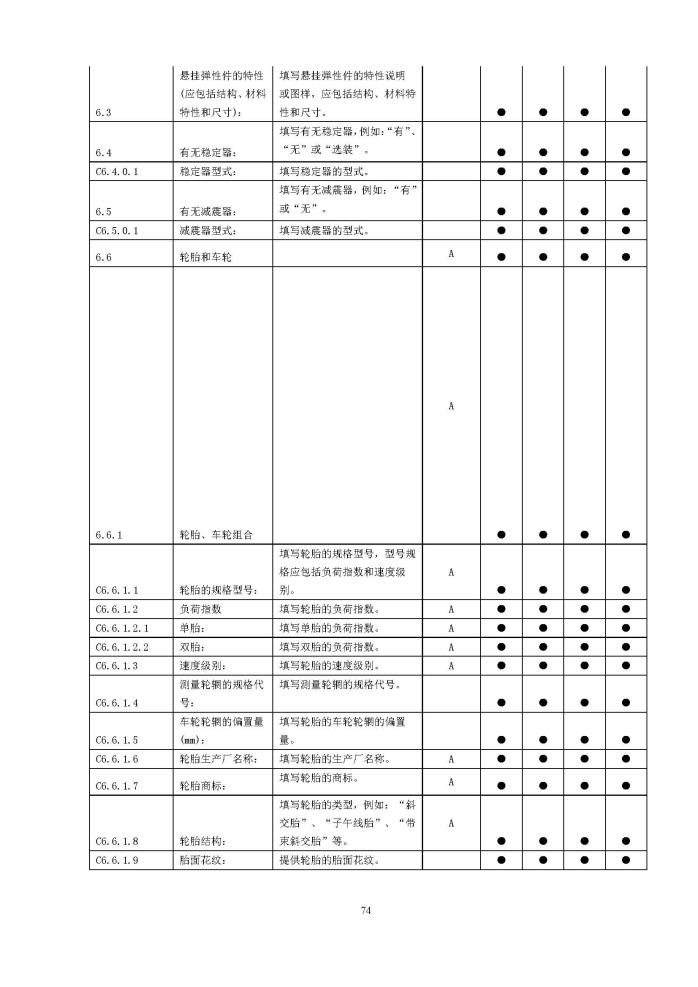 悬挂弹性件的特性 填写悬挂弹性件的特性说明
(应包括结构、材料 或图样，应包括结构、材料特
6.3 特性和尺寸)： 性和尺寸。 ● ● ● ●
填写有无稳定器，例如：“有”、
6.4 有无稳定器： “无”或“选装”。 ● ● ● ●
C6.4.0.1 稳定器型式： 填写稳定器的型式。 ● ● ● ●
填写有无减震器，例如：“有”
6.5 有无减震器： 或“无”。 ● ● ● ●
C6.5.0.1 减震器型式： 填写减震器的型式。 ● ● ● ●
6.6 轮胎和车轮 A ● ● ● ●
A
6.6.1 轮胎、车轮组合 ● ● ● ●
填写轮胎的规格型号，型号规
格应包括负荷指数和速度级 A
C6.6.1.1 轮胎的规格型号： 别。 ● ● ● ●
C6.6.1.2 负荷指数 填写轮胎的负荷指数。 A ● ● ● ●
C6.6.1.2.1 单胎： 填写单胎的负荷指数。 A ● ● ● ●
C6.6.1.2.2 双胎： 填写双胎的负荷指数。 A ● ● ● ●
C6.6.1.3 速度级别： 填写轮胎的速度级别。 A ● ● ● ●
测量轮辋的规格代 填写测量轮辋的规格代号。
C6.6.1.4 号： ● ● ● ●
车轮轮辋的偏置量 填写轮胎的车轮轮辋的偏置
C6.6.1.5 (mm)： 量。 ● ● ● ●
C6.6.1.6 轮胎生产厂名称： 填写轮胎的生产厂名称。 A ● ● ● ●
C6.6.1.7 轮胎商标： 填写轮胎的商标。 A ● ● ● ●
填写轮胎的类型，例如：“斜
交胎”、“子午线胎”、“带 A
C6.6.1.8 轮胎结构： 束斜交胎”等。 ● ● ● ●
C6.6.1.9 胎面花纹： 提供轮胎的胎面花纹。 ● ● ● ●
74